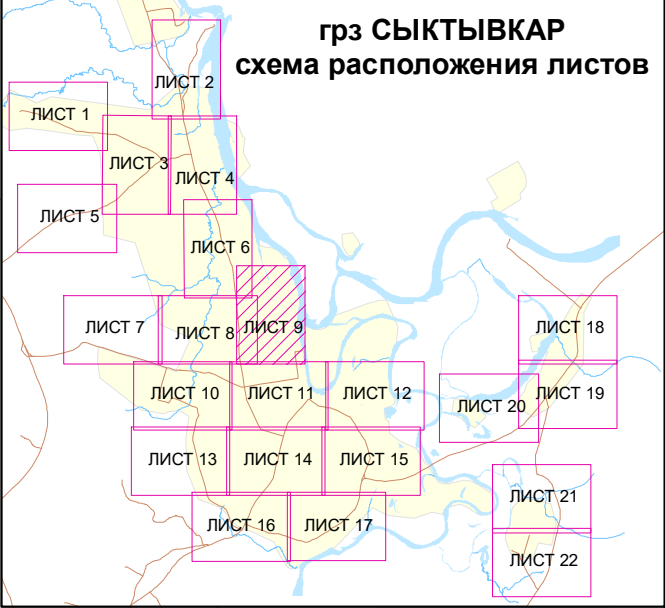 грз СЫКТЫВКАР
схема расположения листов
ЛИСТ 2
ЛИСТ 1
ЛИСТ 3
ЛИСТ 4
ЛИСТ 5
ЛИСТ 6
ЛИСТ 7
ЛИСТ 8
ЛИСТ 9
ЛИСТ 18
ЛИСТ 10
ЛИСТ 11
ЛИСТ 12
ЛИСТ 19
ЛИСТ 20
ЛИСТ 13
ЛИСТ 14
ЛИСТ 15
ЛИСТ 21
ЛИСТ 16
ЛИСТ 17
ЛИСТ 22